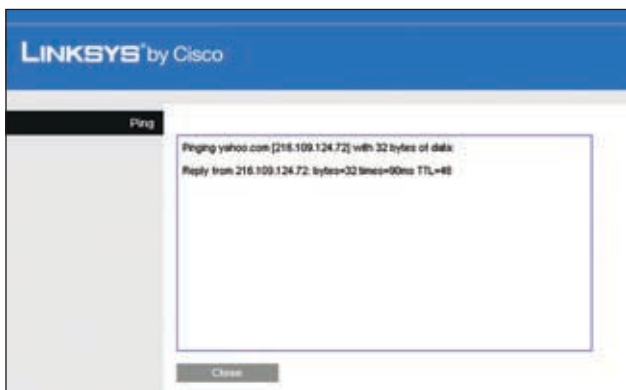 LINKSYS® by Cisco
Ping
Pinging yahoo.com [216.109.124.72] with 32 bytes of data:
Reply from 216.109.124.72: bytes=32 times=90ms TTL=48
Close